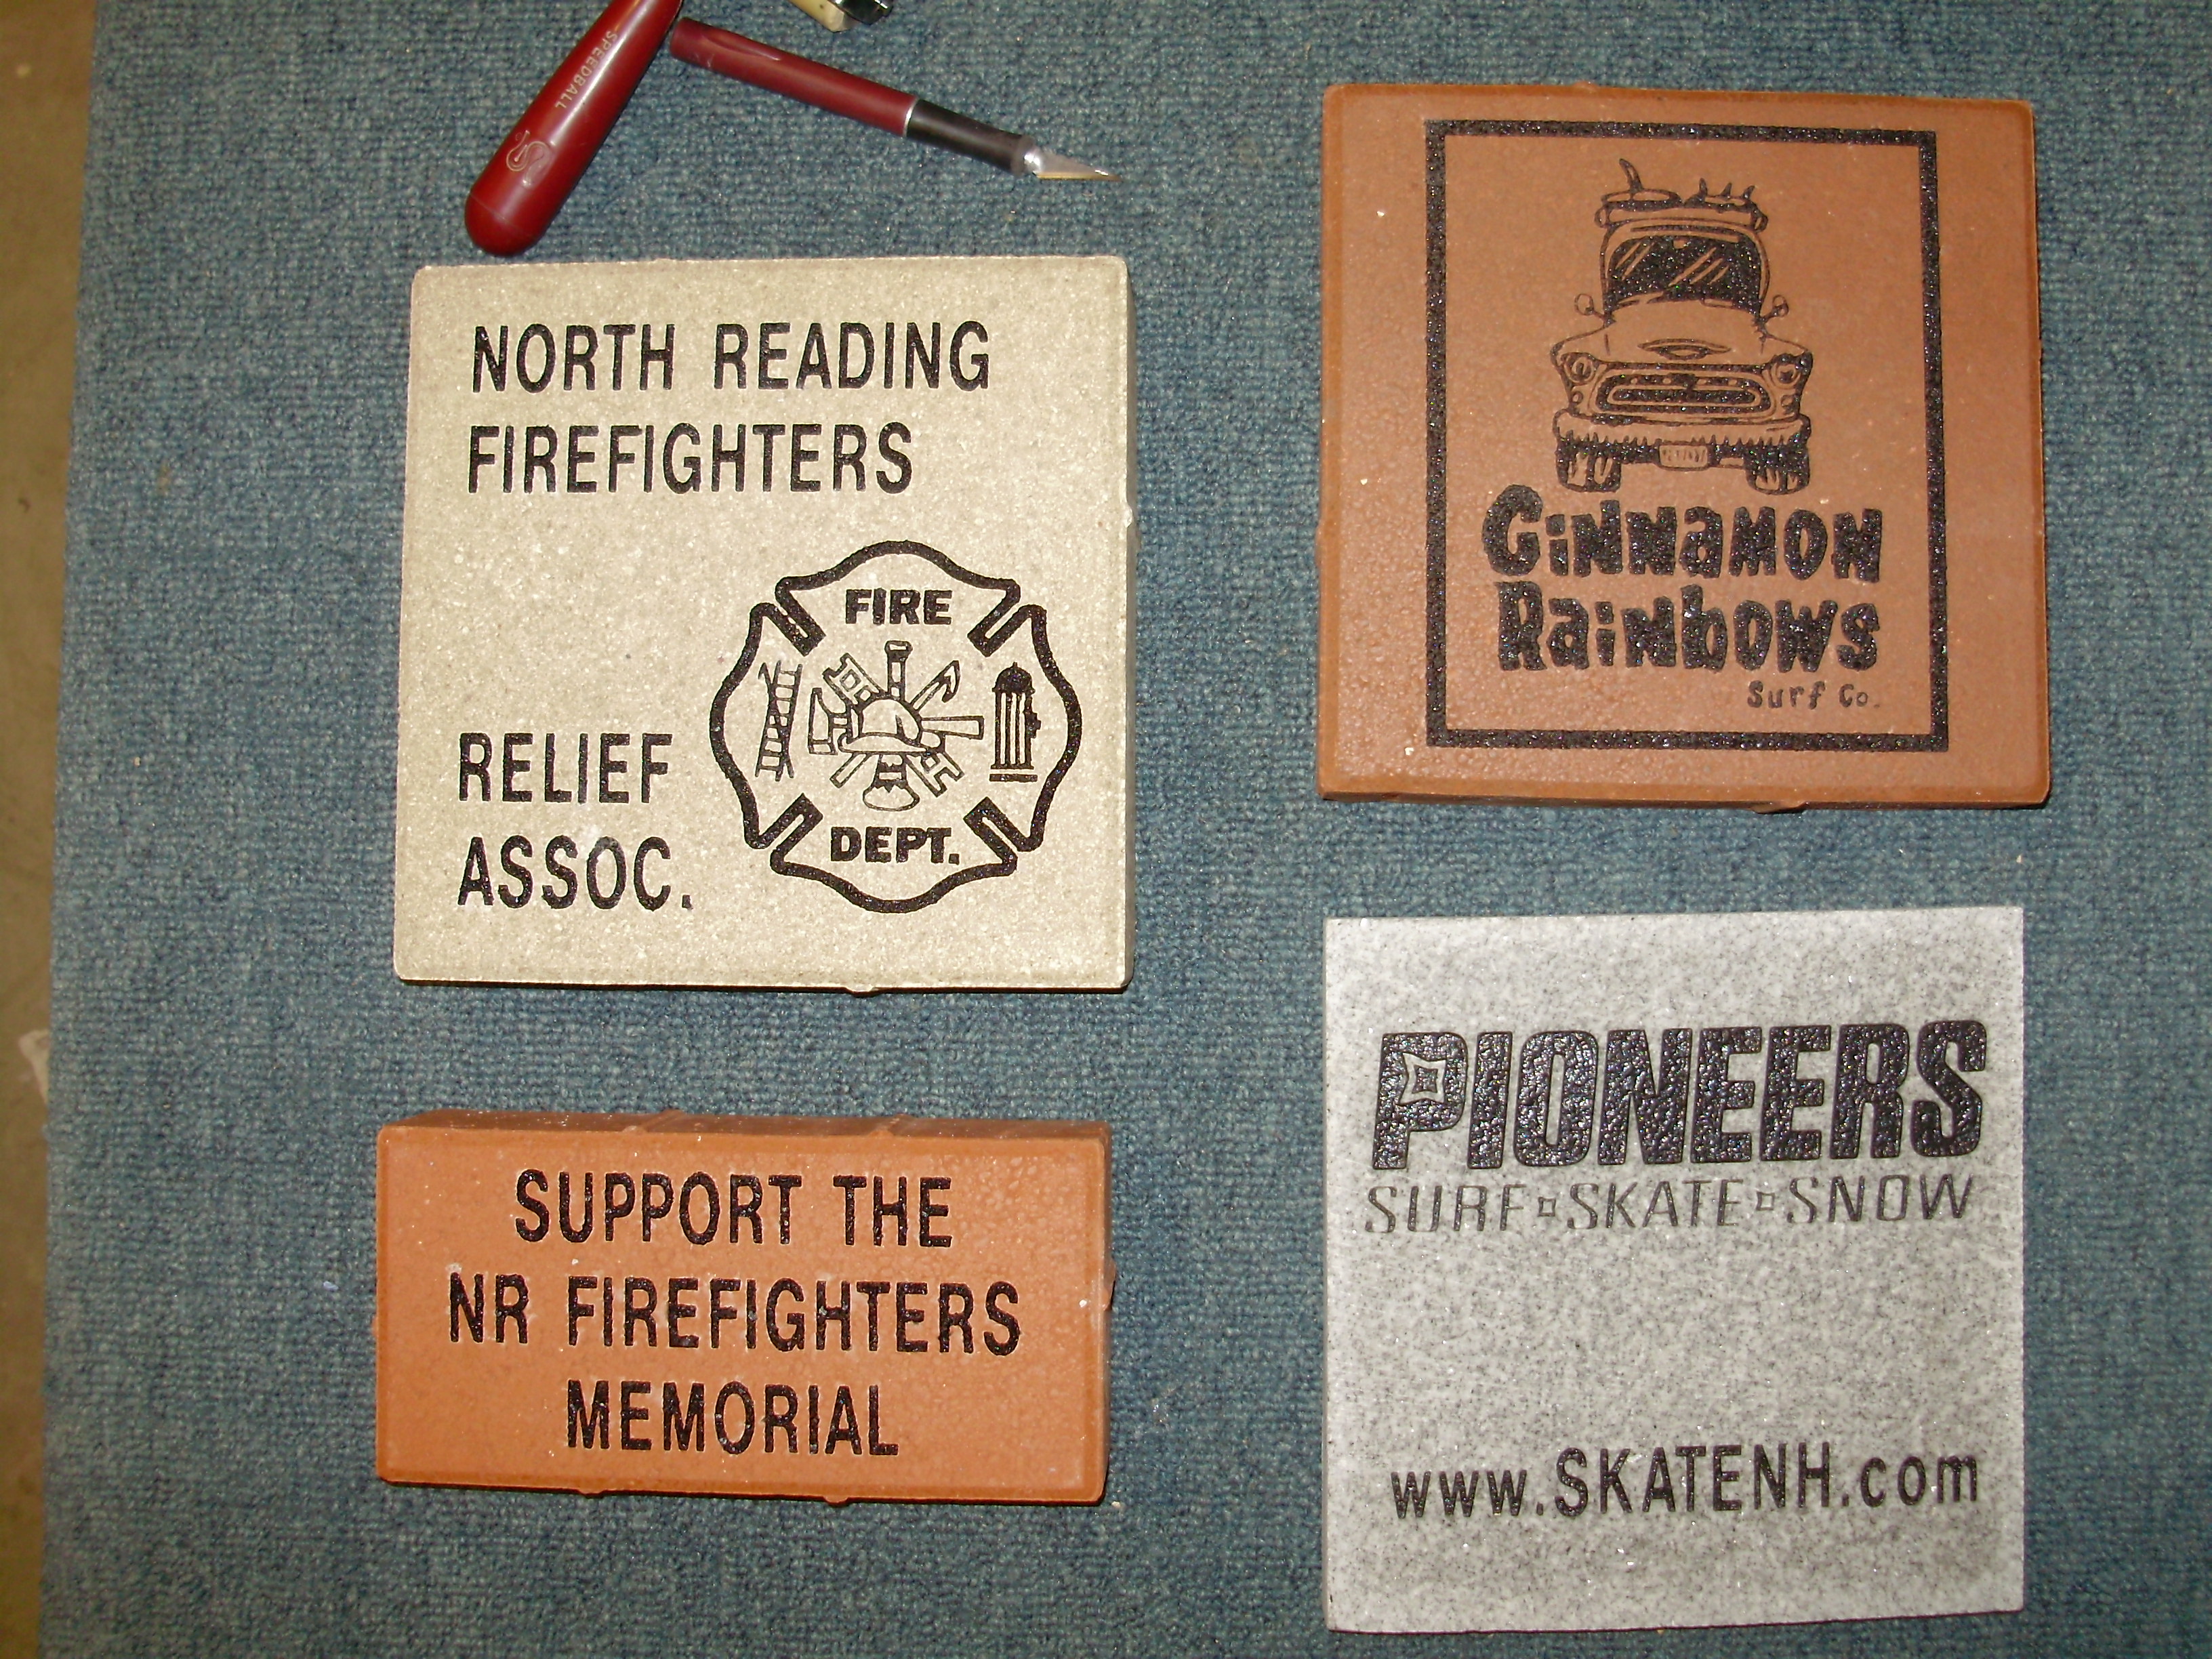 SPEEDBALL
NORTH READING
FIREFIGHTERS
RELIEF
ASSOC.
FIRE
DEPT.
Cinnamon
Rainbows
Surf Co.
SUPPORT THE
NR FIREFIGHTERS
MEMORIAL
PIONEERS
SURF SKATE SNOW
www.SKATENH.com